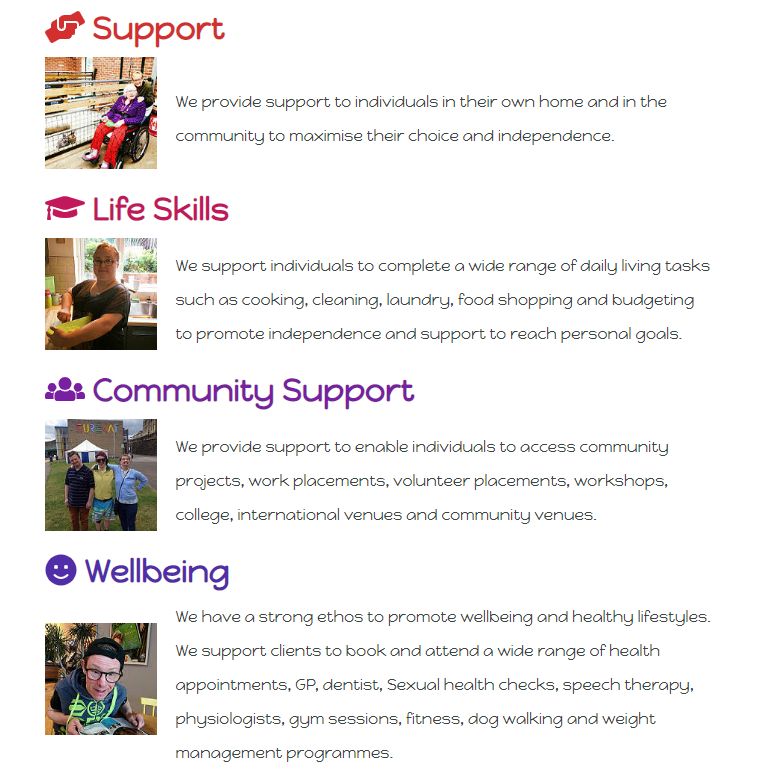 Support
We provide support to individuals in their own home and in the
community to maximise their choice and independence.
Life Skills
We support individuals to complete a wide range of daily living tasks
such as cooking, cleaning, laundry, food shopping and budgeting
to promote independence and support to reach personal goals.
Community Support
EUREKA!
We provide support to enable individuals to access community
projects, work placements, volunteer placements, workshops,
college, international venues and community venues.
Wellbeing
We have a strong ethos to promote wellbeing and healthy lifestyles.
We support clients to book and attend a wide range of health
appointments, GP, dentist, Sexual health checks, speech therapy,
physiologists, gym sessions, fitness, dog walking and weight
management programmes.